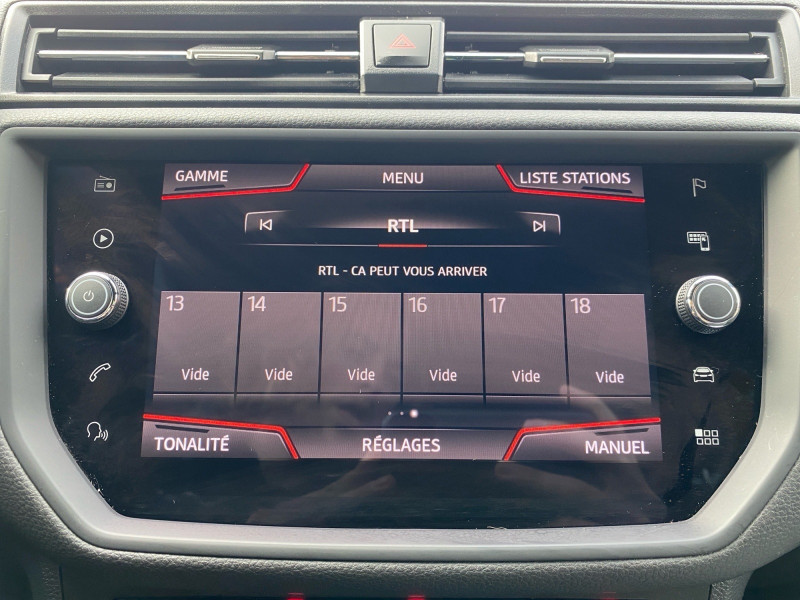 GAMME MENU LISTE STATIONS
RTL
RTL - CA PEUT VOUS ARRIVER
13 14 15 16 17 18
Vide Vide Vide Vide Vide Vide
TONALITÉ RÉGLAGES MANUEL